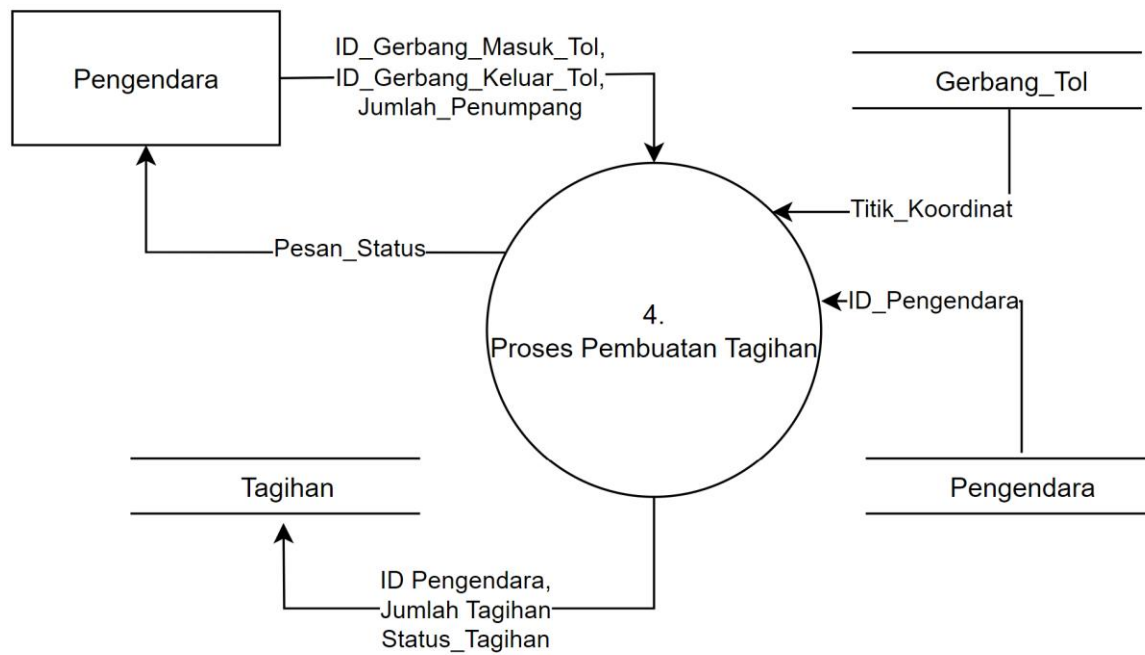 Pengendara
ID_Gerbang_Masuk_Tol,
ID_Gerbang_Keluar_Tol,
Jumlah_Penumpang
Gerbang_Tol
Titik_Koordinat
Pesan_Status
ID_Pengendara
4.
Proses Pembuatan Tagihan
Tagihan
Pengendara
ID Pengendara,
Jumlah Tagihan
Status_Tagihan